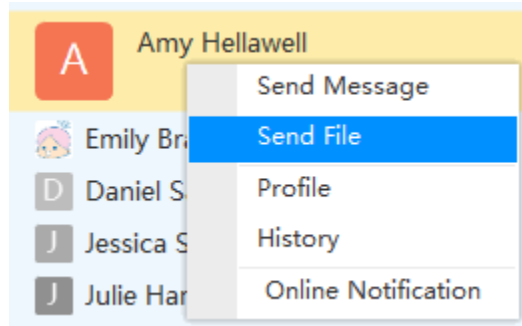 A
Amy Hellawell
Send Message
Emily Bra
Send File
D
Daniel S
Profile
J
Jessica S
History
J
Julie Har
Online Notification